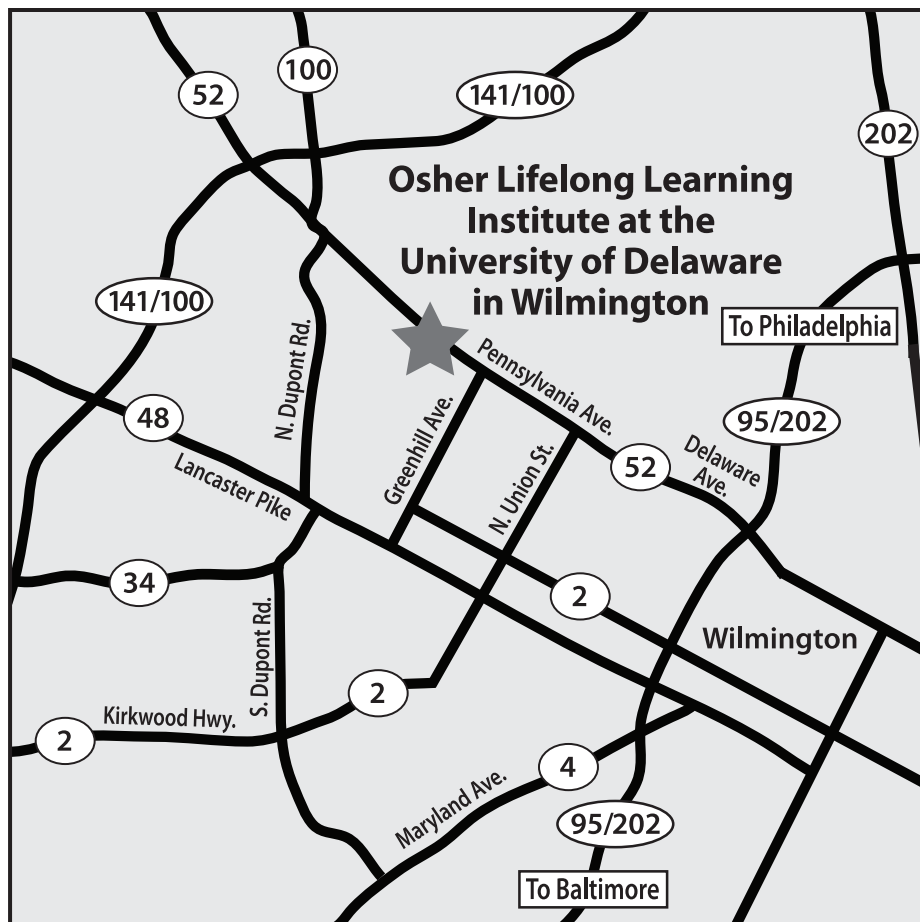 100
52
141/100
202
Osher Lifelong Learning
Institute at the
University of Delaware
in Wilmington
141/100
To Philadelphia
N. Dupont Rd.
Pennsylvania Ave.
48
Greenhill Ave.
95/202
Lancaster Pike
N. Union St.
52
Delaware
Ave.
34
2
S. Dupont Rd.
Wilmington
2
Kirkwood Hwy.
2
4
Maryland Ave.
95/202
To Baltimore